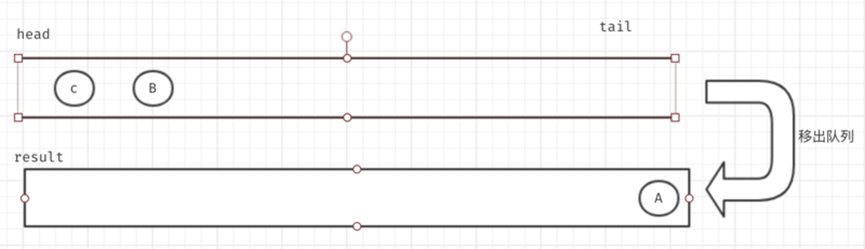 head
tail
c
B
移出队列
result
A